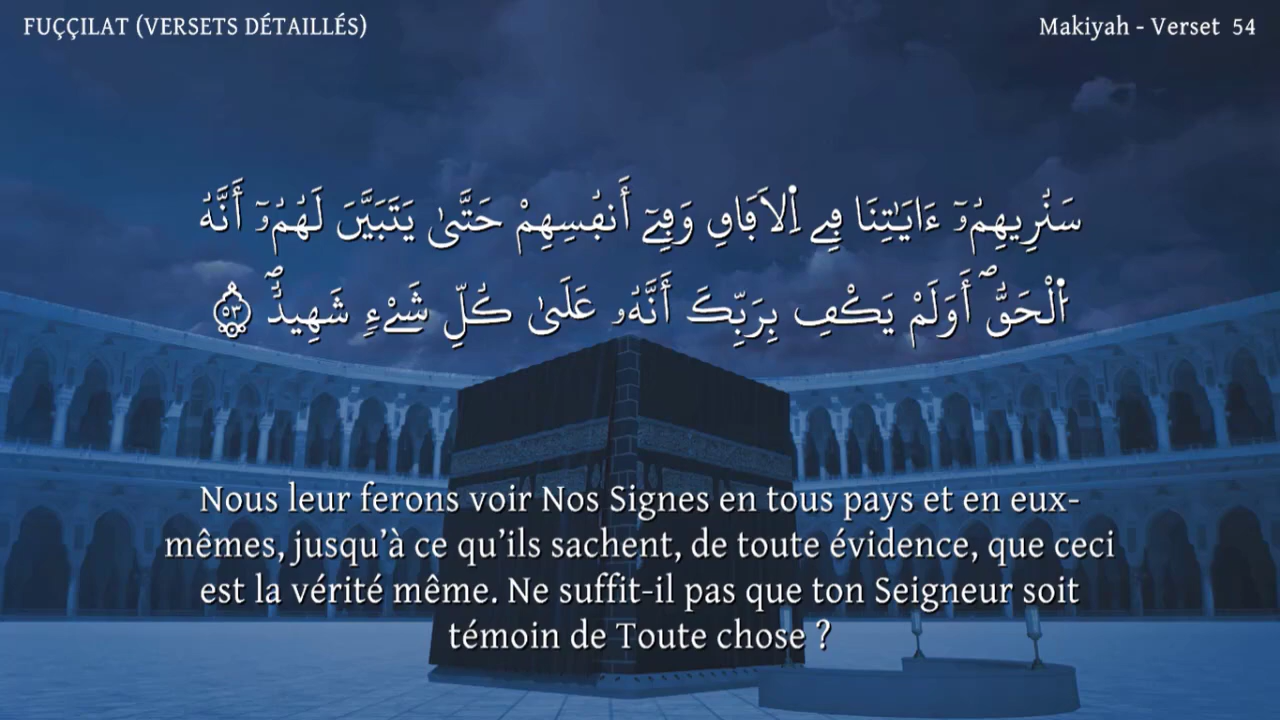 FUÇÇILAT (VERSETS DÉTAILLÉS)
Makiyah - Verset 54
سَنُرِيهِمُۥٓ ءَايَٰتِنَا فِے اِ۬لَافَاقِ وَفِےٓ أَنفُسِهِمْ حَتَّىٰ يَتَبَيَّنَ لَهُمُۥٓ أَنَّهُ
اُ۬لْحَقُّۖ أَوَلَمْ يَكْفِ بِرَبِّكَ أَنَّهُۥ عَلَىٰ كُلِّ شَےْءٖ شَهِيدٌۖ ٥٣
Nous leur ferons voir Nos Signes en tous pays et en eux-
mêmes, jusqu’à ce qu’ils sachent, de toute évidence, que ceci
est la vérité même. Ne suffit-il pas que ton Seigneur soit
témoin de Toute chose ?